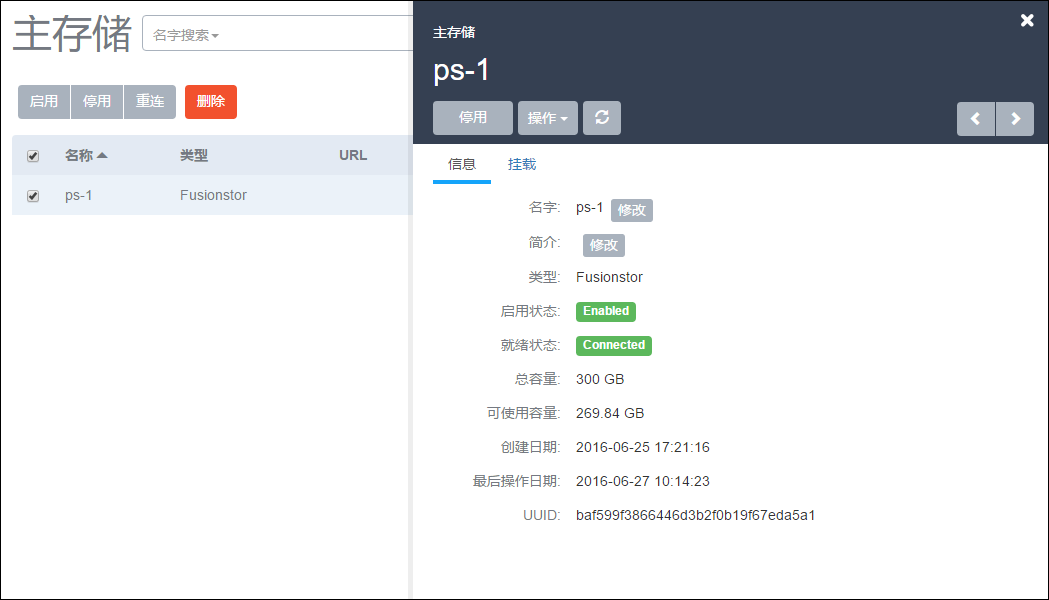 主存储
名字搜索
启用 停用 重连 删除
名称 类型 URL
ps-1 Fusionstor
主存储
ps-1
停用 操作
信息 挂载
名字: ps-1 修改
简介: 修改
类型: Fusionstor
启用状态: Enabled
就绪状态: Connected
总容量: 300 GB
可使用容量: 269.84 GB
创建日期: 2016-06-25 17:21:16
最后操作日期: 2016-06-27 10:14:23
UUID: baf599f3866446d3b2f0b19f67eda5a1